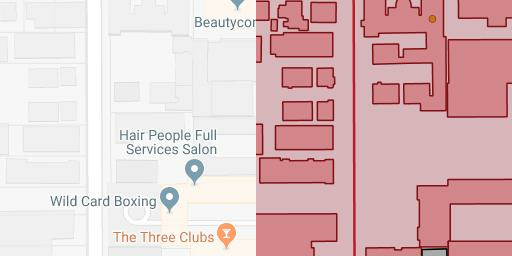 Beautycon
Hair People Full
Services Salon
Wild Card Boxing
The Three Clubs